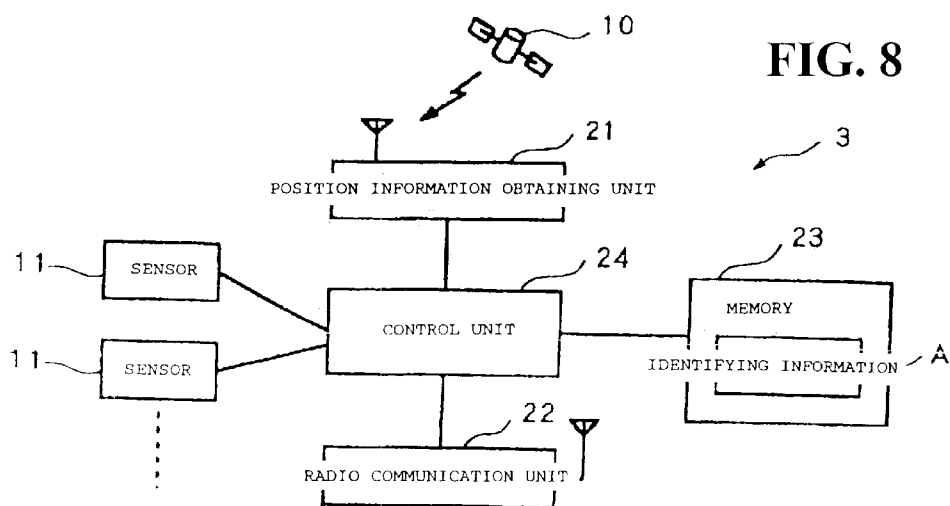 10
FIG. 8
21
3
POSITION INFORMATION OBTAINING UNIT
11
SENSOR
24
23
CONTROL UNIT
MEMORY
11
SENSOR
IDENTIFYING INFORMATION
A
22
RADIO COMMUNICATION UNIT